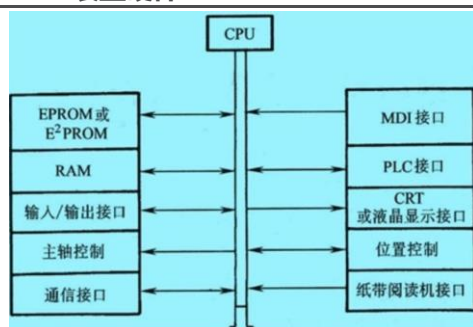 CPU
EPROM或
E²PROM
RAM
输入/输出接口
主轴控制
通信接口
MDI接口
PLC接口
CRT
或液晶显示接口
位置控制
纸带阅读机接口